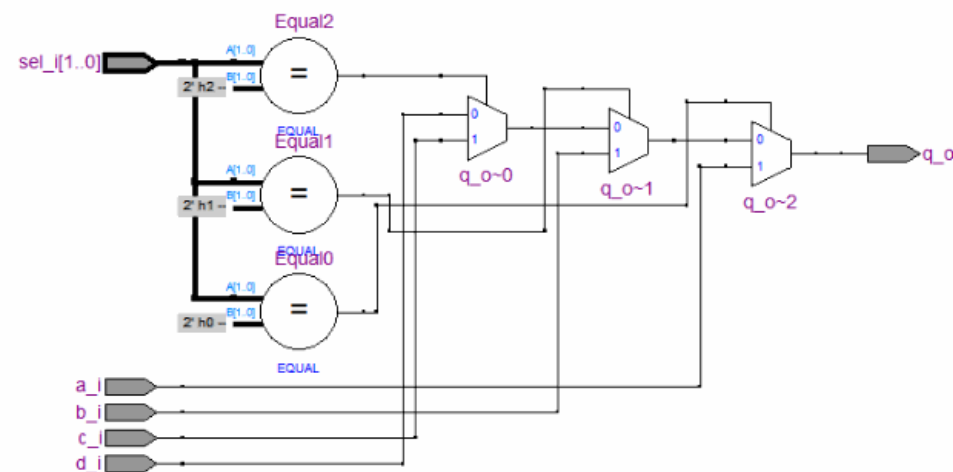 Equal2
sel_i[1..0]
A[1..0]
2' h2 --
B[1..0]
=
EQUAL
0
1
q_o~0
0
1
q_o~1
0
1
q_o~2
q_o
Equal1
A[1..0]
2' h1 --
B[1..0]
=
EQUAL
Equal0
A[1..0]
2' h0 --
B[1..0]
=
EQUAL
a_i
b_i
c_i
d_i